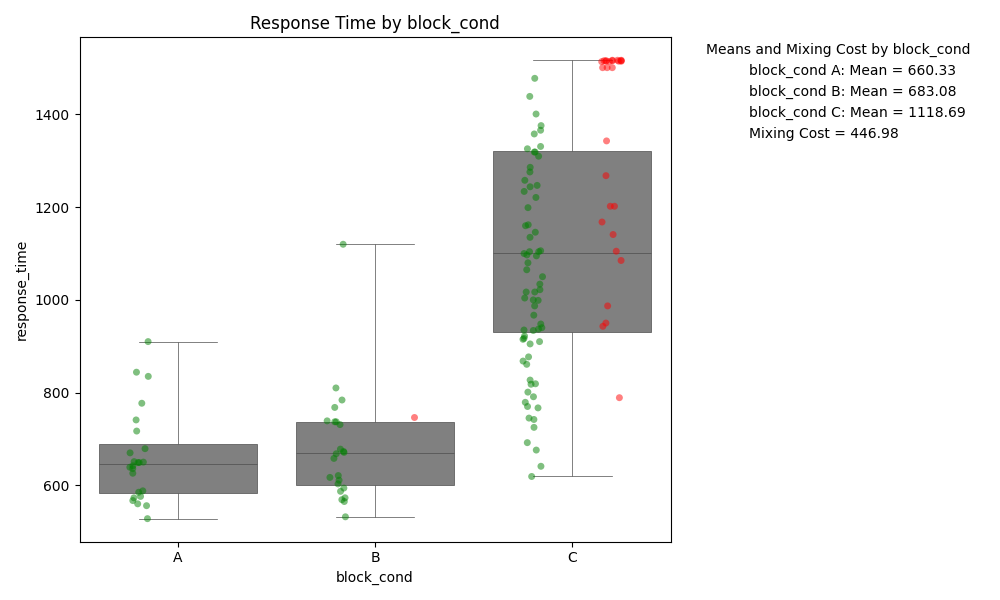 Response Time by block_cond
Means and Mixing Cost by block_cond
block_cond A: Mean = 660.33
block_cond B: Mean = 683.08
block_cond C: Mean = 1118.69
Mixing Cost = 446.98
response_time
1400
1200
1000
800
600
A B C
block_cond